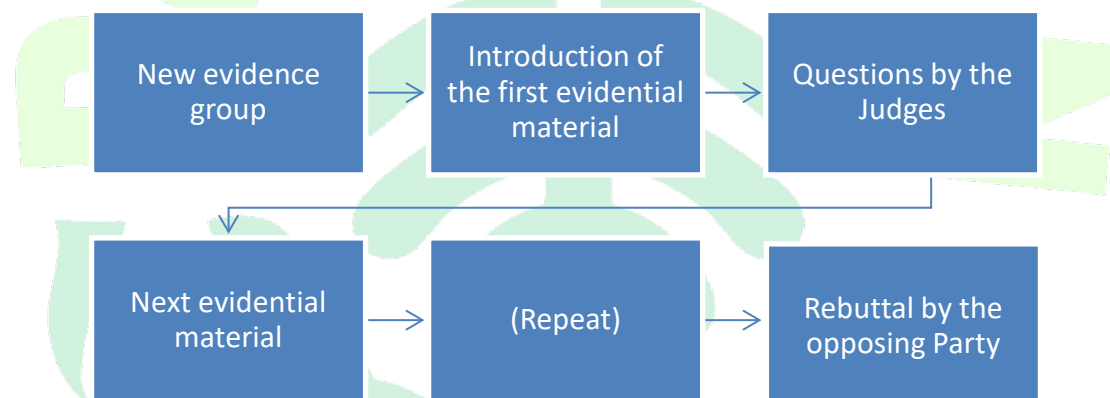 New evidence
group
Introduction of
the first evidential
material
Questions by the
Judges
Next evidential
material
(Repeat)
Rebuttal by the
opposing Party